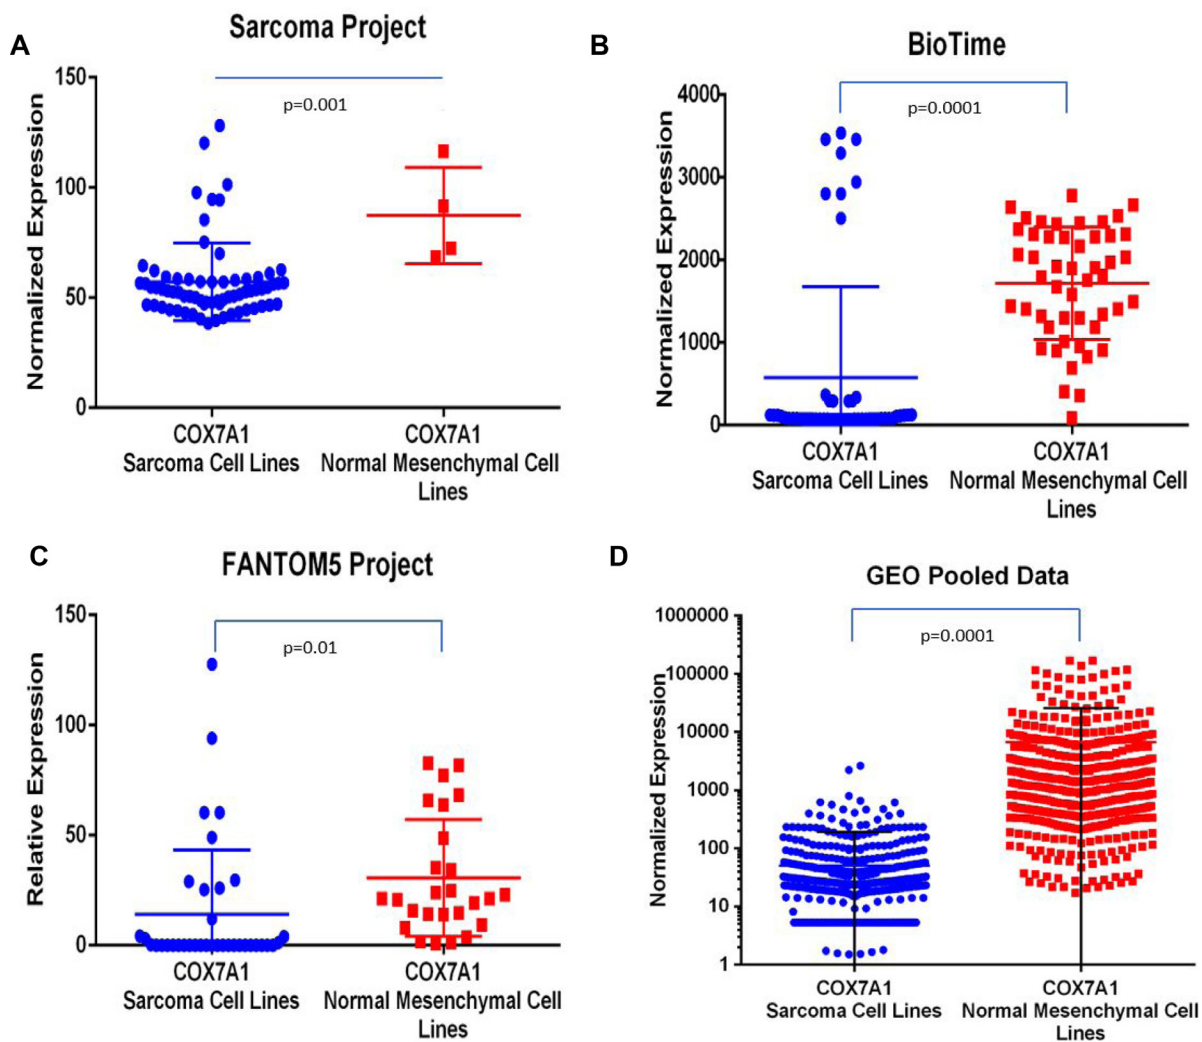 A
Sarcoma Project
Normalized Expression
150
100
50
0
p=0.001
COX7A1
Sarcoma Cell Lines
COX7A1
Normal Mesenchymal Cell
Lines
B
BioTime
Normalized Expression
4000
3000
2000
1000
0
p=0.0001
COX7A1
Sarcoma Cell Lines
COX7A1
Normal Mesenchymal Cell
Lines
C
FANTOM5 Project
Relative Expression
150
100
50
0
p=0.01
COX7A1
Sarcoma Cell Lines
COX7A1
Normal Mesenchymal Cell
Lines
D
GEO Pooled Data
Normalized Expression
1000000
100000
10000
1000
100
10
1
p=0.0001
COX7A1
Sarcoma Cell Lines
COX7A1
Normal Mesenchymal Cell
Lines